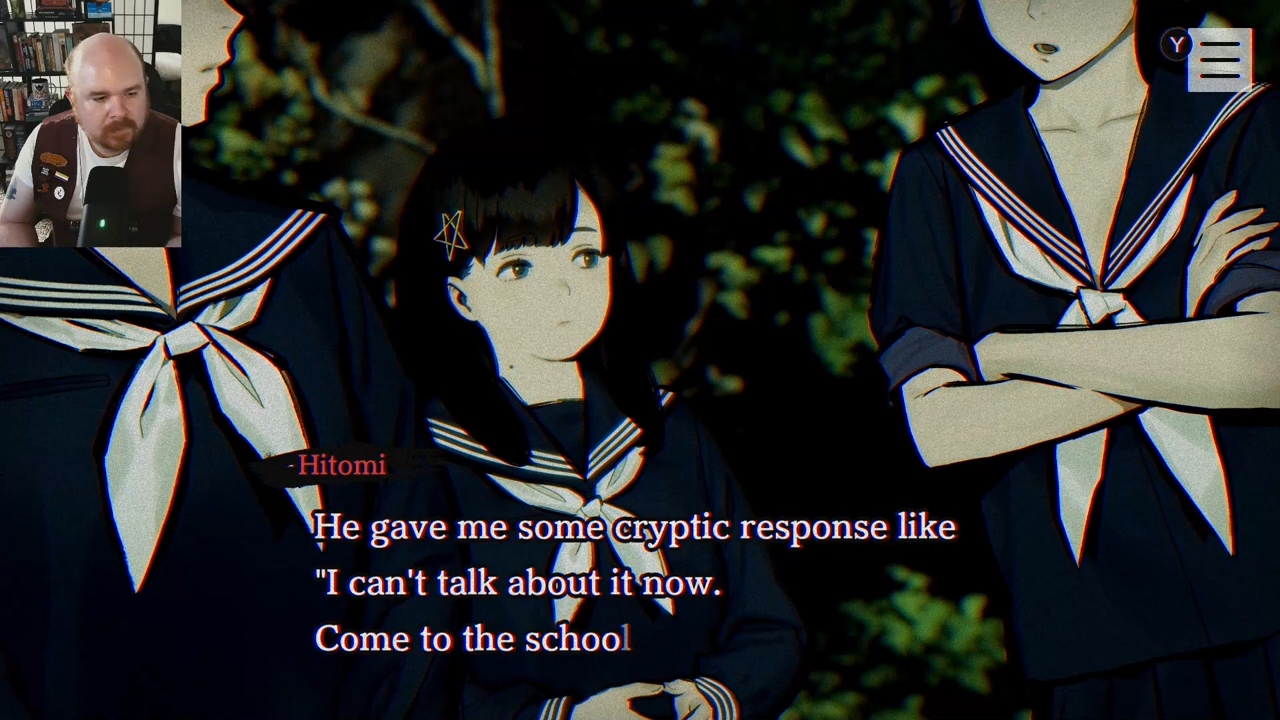 Y
Hitomi
He gave me some cryptic response like
"I can't talk about it now.
Come to the school